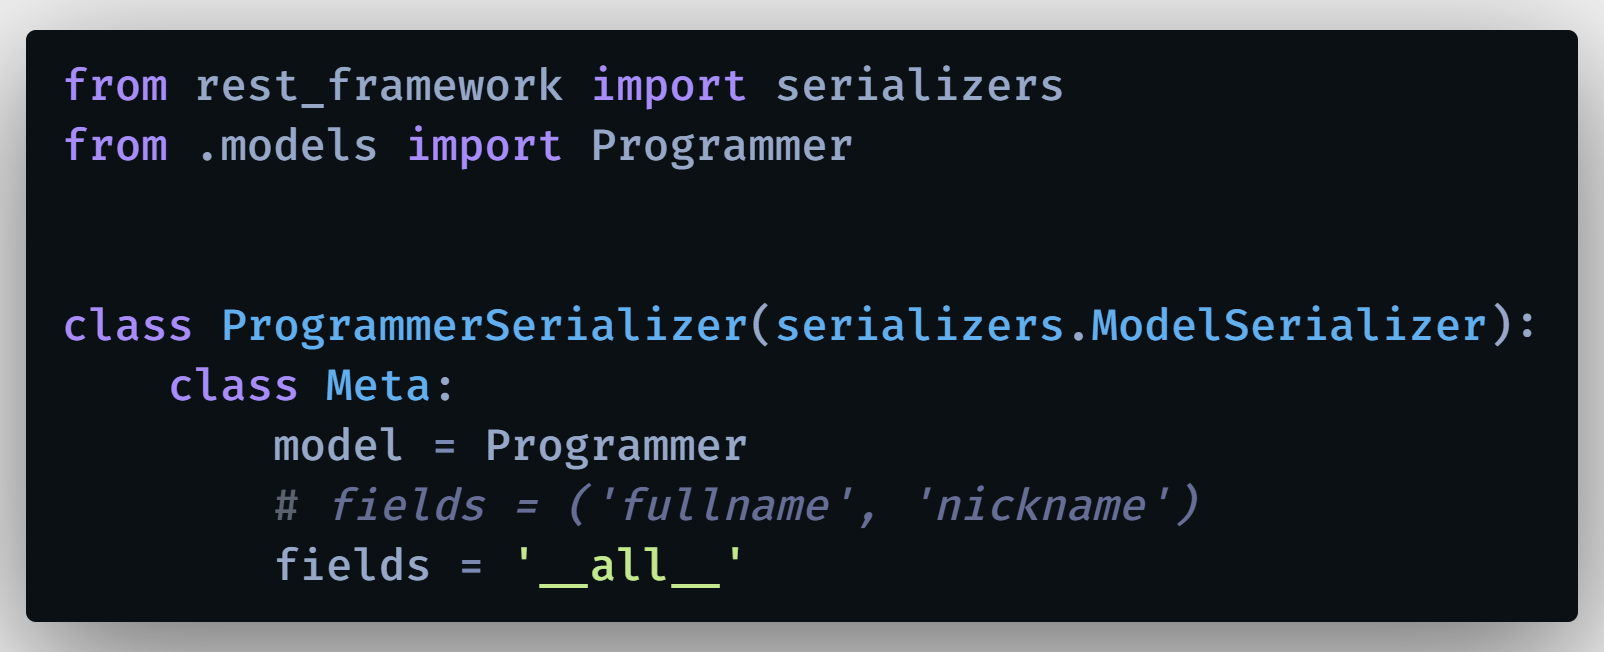 from rest_framework import serializers
from .models import Programmer
class ProgrammerSerializer(serializers.ModelSerializer):
    class Meta:
        model = Programmer
        # fields = ('fullname', 'nickname')
        fields = '__all__'